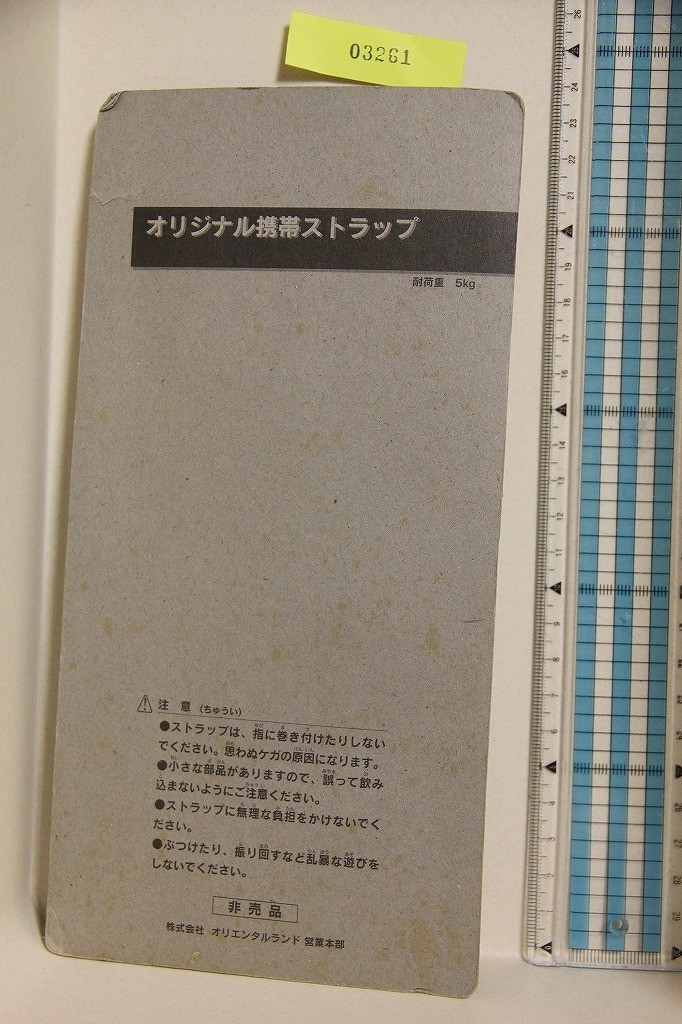 03261
オリジナル携帯ストラップ
耐荷重 5kg
⚠注 意 (ちゅうい)
●ストラップは、指に巻き付けたりしない
でください。思わぬケガの原因になります。
●小さな部品がありますので、誤って飲み
込まないようにご注意ください。
●ストラップに無理な負担をかけないでく
ださい。
●ぶつけたり、振り回すなど乱暴な遊びを
しないでください。
非売品
株式会社 オリエンタルランド 営業本部